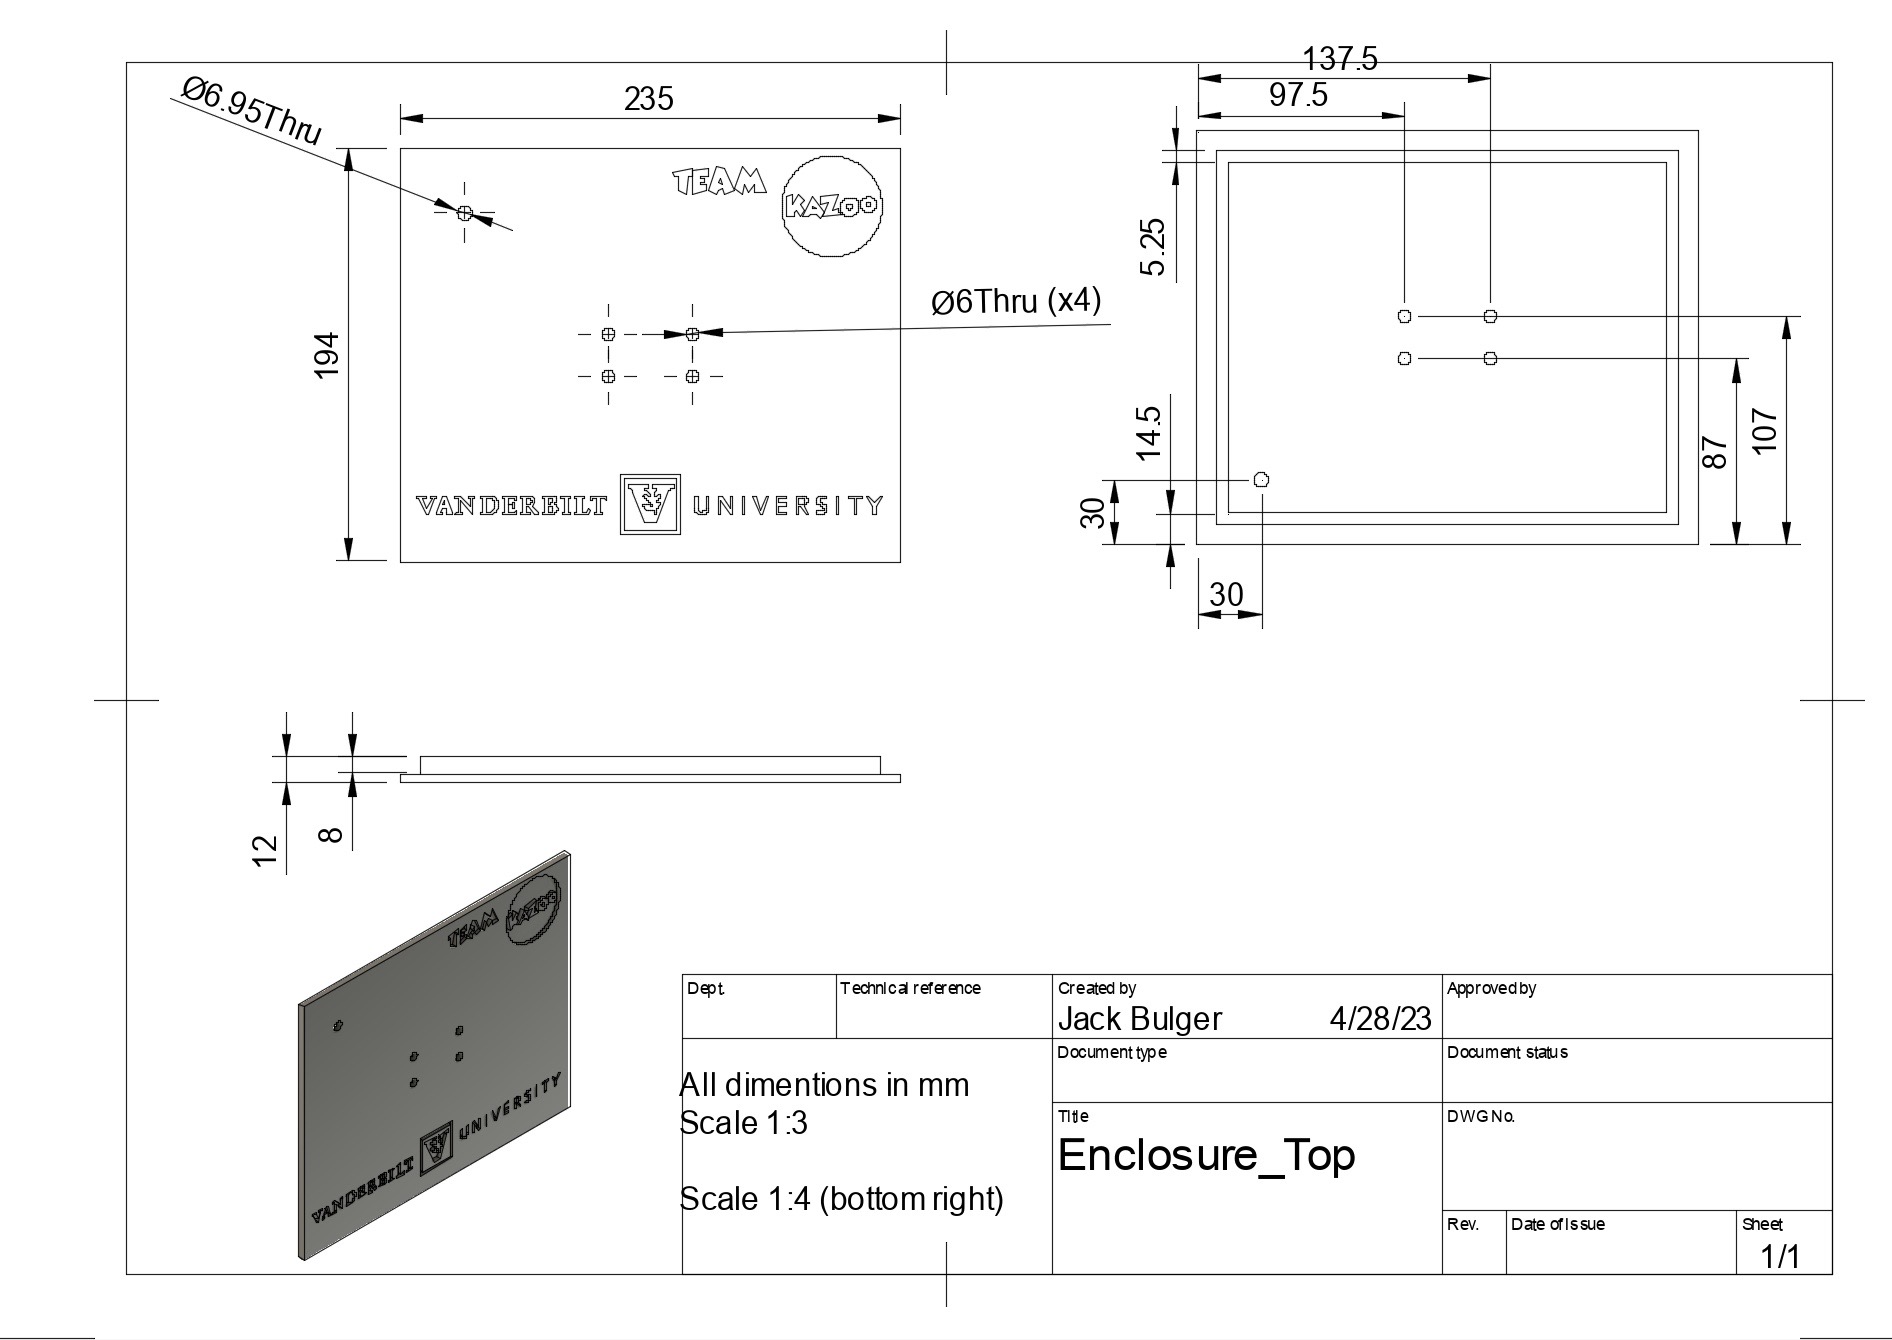 137.5
97.5
Ø6.95Thru
235
TEAM
KAZOO
5.25
Ø6Thru (x4)
194
14.5
107
87
30
VANDERBILT V UNIVERSITY
30
12
8
TEAM
KAZOO
VANDERBILT V UNIVERSITY
Dept.
Technical reference
Created by
Approved by
Jack Bulger 4/28/23
Document type
Document status
All dimentions in mm
Scale 1:3
Scale 1:4 (bottom right)
Title
DWG No.
Enclosure_Top
Rev.
Date of issue
Sheet
1/1